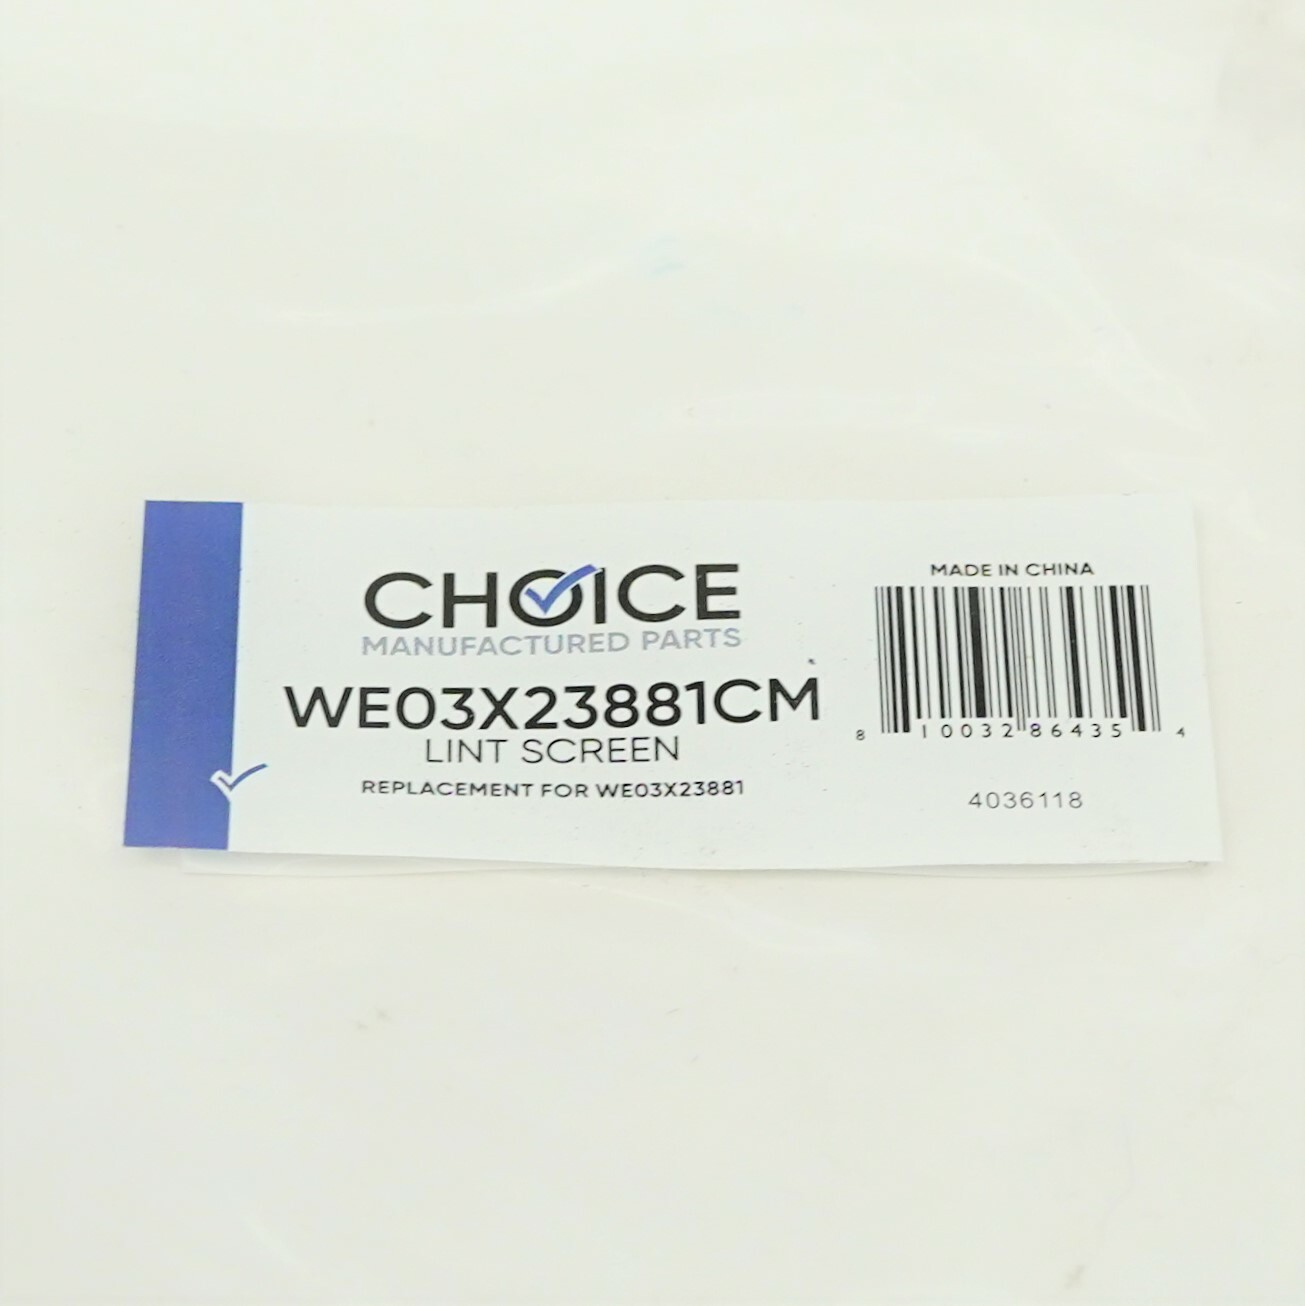 CHOICE
MANUFACTURED PARTS
WE03X23881CM
LINT SCREEN
REPLACEMENT FOR WE03X23881
MADE IN CHINA
8 10032 86435 4
4036118